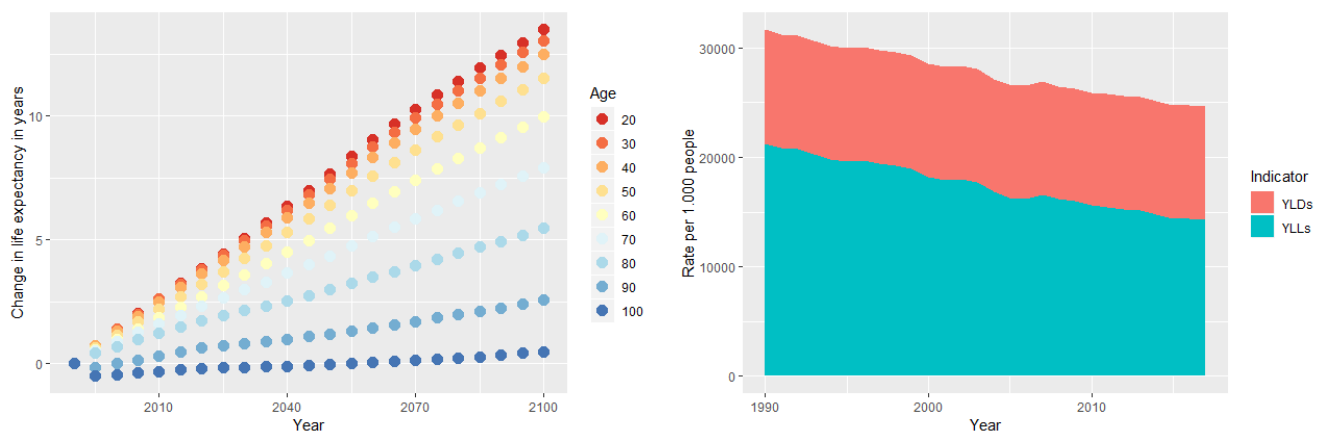 Change in life expectancy in years
10
5
0
2010
2040
2070
2100
Year
Age
20
30
40
50
60
70
80
90
100
Rate per 1.000 people
30000
20000
10000
0
1990
2000
2010
Year
Indicator
YLDs
YLLs